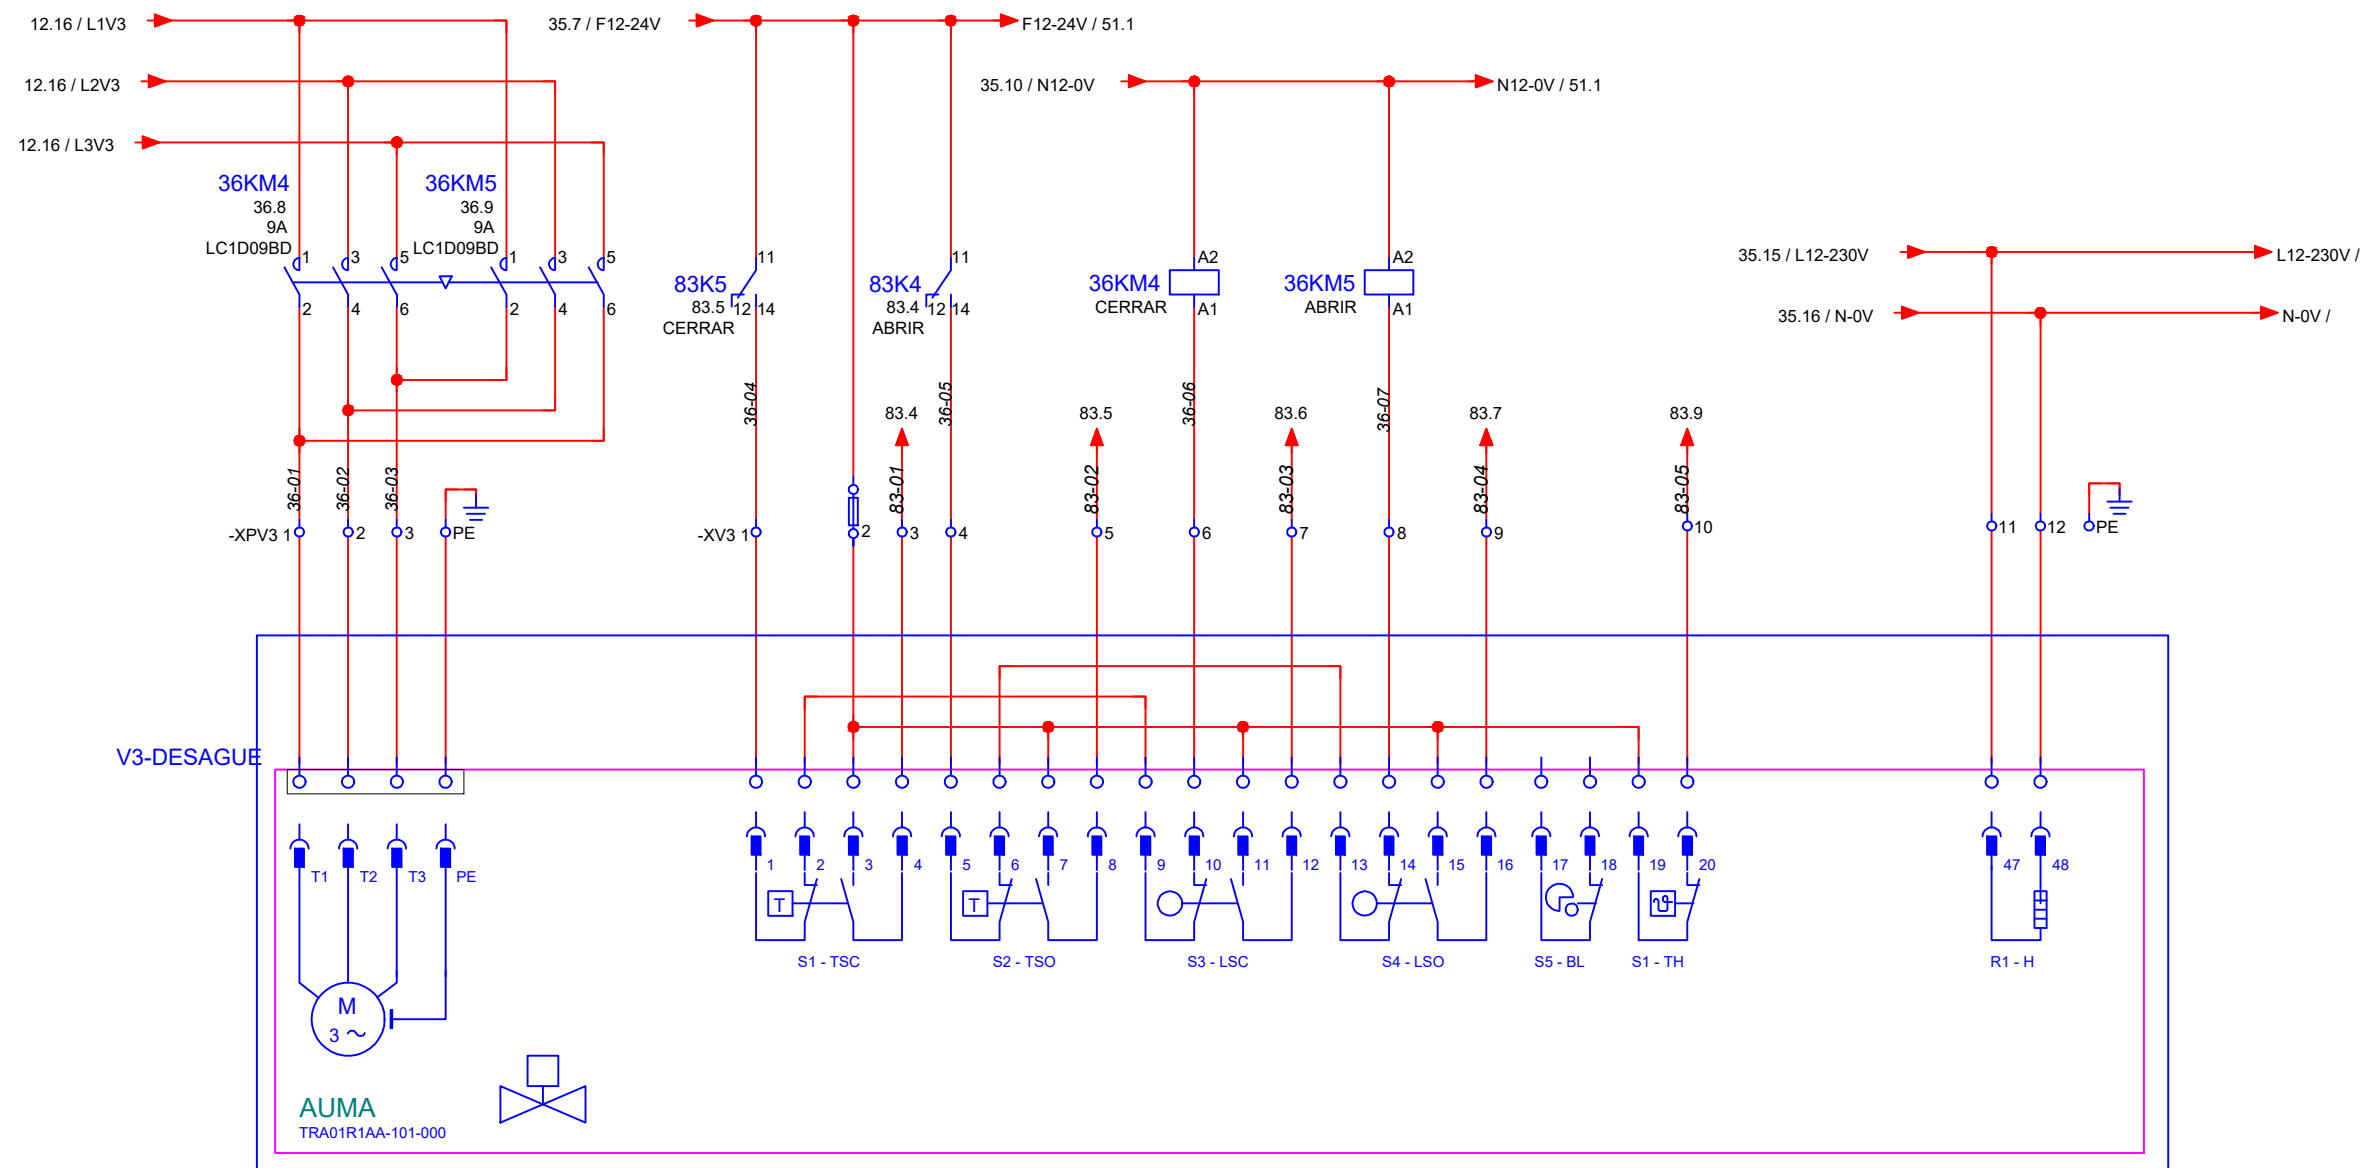 12.16 / L1V3
35.7 / F12-24V
F12-24V / 51.1
12.16 / L2V3
35.10 / N12-0V
N12-0V / 51.1
12.16 / L3V3
36KM4
36.8
9A
LC1D09BD
36KM5
36.9
9A
LC1D09BD
1 3 5 1 3 5
2 4 6 2 4 6
11
83K5
83.5 12 14
CERRAR
11
83K4
83.4 12 14
ABRIR
A2
36KM4
CERRAR A1
A2
36KM5
ABRIR A1
35.15 / L12-230V
L12-230V /
35.16 / N-0V
N-0V /
36-04
36-05
36-06
36-07
83.4
83.5
83.6
83.7
83.9
36-01
36-02
36-03
83-01
83-02
83-03
83-04
83-05
-XPV3 1 2 3 PE
-XV3 1 2 3 4 5 6 7 8 9 10 11 12 PE
V3-DESAGUE
1 2 3 4 5 6 7 8 9 10 11 12 13 14 15 16 17 18 19 20 47 48
T1 T2 T3 PE
T
T
ϑ
S1 - TSC
S2 - TSO
S3 - LSC
S4 - LSO
S5 - BL
S1 - TH
R1 - H
M
3 ~
AUMA
TRA01R1AA-101-000